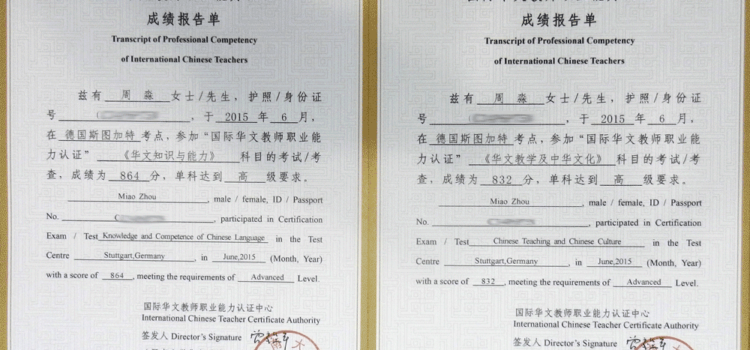 成绩报告单
Transcript of Professional Competency
of International Chinese Teachers
兹有 周淼 女士/先生，护照/身份证
号 ，于 2015 年 6 月，
在 德国斯图加特 考点，参加“国际华文教师职业能
力认证” 《华文知识与能力》 科目的考试/考
查，成绩为 864 分，单科达到 高 级要求。
Miao Zhou , male / female, ID / Passport
No. , participated in Certification
Exam / Test Knowledge and Competence of Chinese Language in the Test
Centre Stuttgart,Germany , in June,2015 (Month, Year)
with a score of 864 , meeting the requirements of Advanced Level.
国际华文教师职业能力认证中心
International Chinese Teacher Certificate Authority
签发人 Director's Signature
成绩报告单
Transcript of Professional Competency
of International Chinese Teachers
兹有 周淼 女士/先生，护照/身份证
号 ，于 2015 年 6 月，
在 德国斯图加特 考点，参加“国际华文教师职业能
力认证” 《华文教学及中华文化》 科目的考试/考
查，成绩为 832 分，单科达到 高 级要求。
Miao Zhou , male / female, ID / Passport
No. , participated in Certification
Exam / Test Chinese Teaching and Chinese Culture in the Test
Centre Stuttgart,Germany , in June,2015 (Month, Year)
with a score of 832 , meeting the requirements of Advanced Level.
国际华文教师职业能力认证中心
International Chinese Teacher Certificate Authority
签发人 Director's Signature